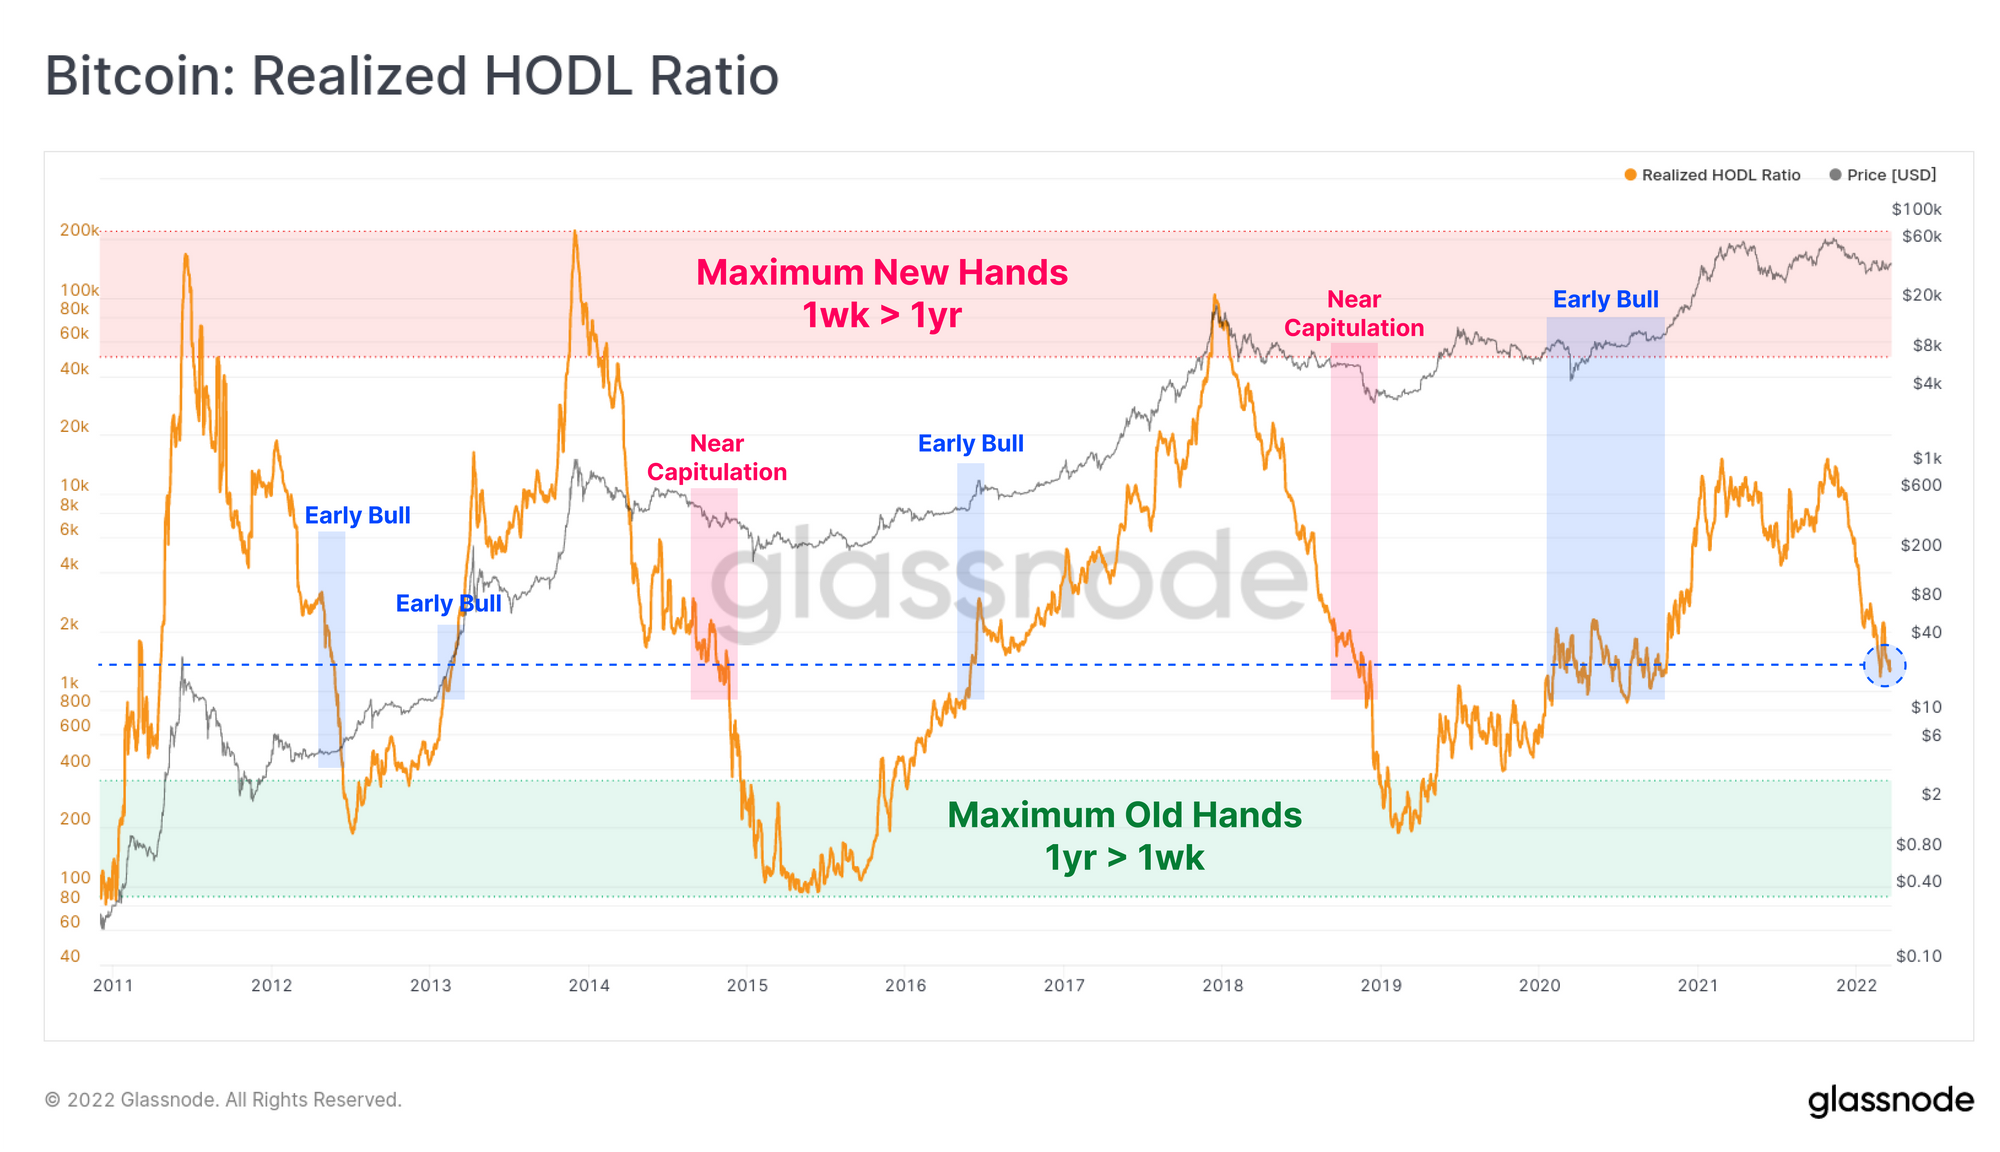 Bitcoin: Realized HODL Ratio
Realized HODL Ratio
Price [USD]
200k
100k
80k
60k
40k
20k
10k
8k
6k
4k
2k
1k
800
600
400
200
100
80
60
40
$100k
$60k
$20k
$8k
$4k
$1k
$600
$200
$80
$40
$10
$6
$2
$0.80
$0.40
$0.10
Maximum New Hands
1wk > 1yr
Near
Capitulation
Early Bull
Near
Capitulation
Early Bull
Early Bull
Early Bull
glassnode
Maximum Old Hands
1yr > 1wk
2011 2012 2013 2014 2015 2016 2017 2018 2019 2020 2021 2022
© 2022 Glassnode. All Rights Reserved.
glassnode